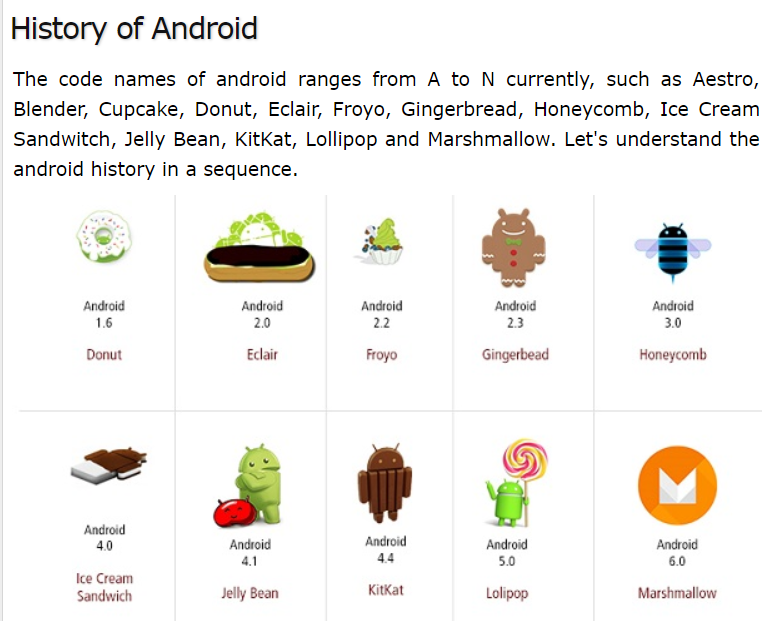 History of Android
The code names of android ranges from A to N currently, such as Aestro,
Blender, Cupcake, Donut, Eclair, Froyo, Gingerbread, Honeycomb, Ice Cream
Sandwitch, Jelly Bean, KitKat, Lollipop and Marshmallow. Let's understand the
android history in a sequence.
Android
1.6
Donut
Android
2.0
Eclair
Android
2.2
Froyo
Android
2.3
Gingerbead
Android
3.0
Honeycomb
Android
4.0
Ice Cream
Sandwich
Android
4.1
Jelly Bean
Android
4.4
KitKat
Android
5.0
Lolipop
Android
6.0
Marshmallow